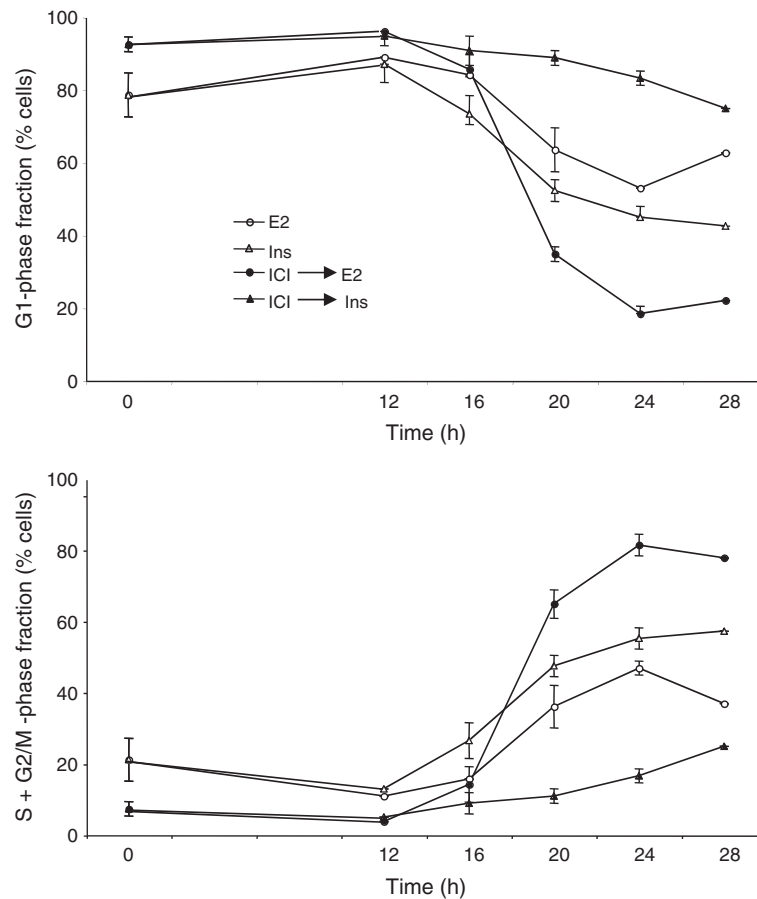 100
80
60
40
20
0
G1-phase fraction (% cells)
E2
Ins
ICI E2
ICI Ins
0 12 16 20 24 28
Time (h)
100
80
60
40
20
0
S + G2/M -phase fraction (% cells)
0 12 16 20 24 28
Time (h)